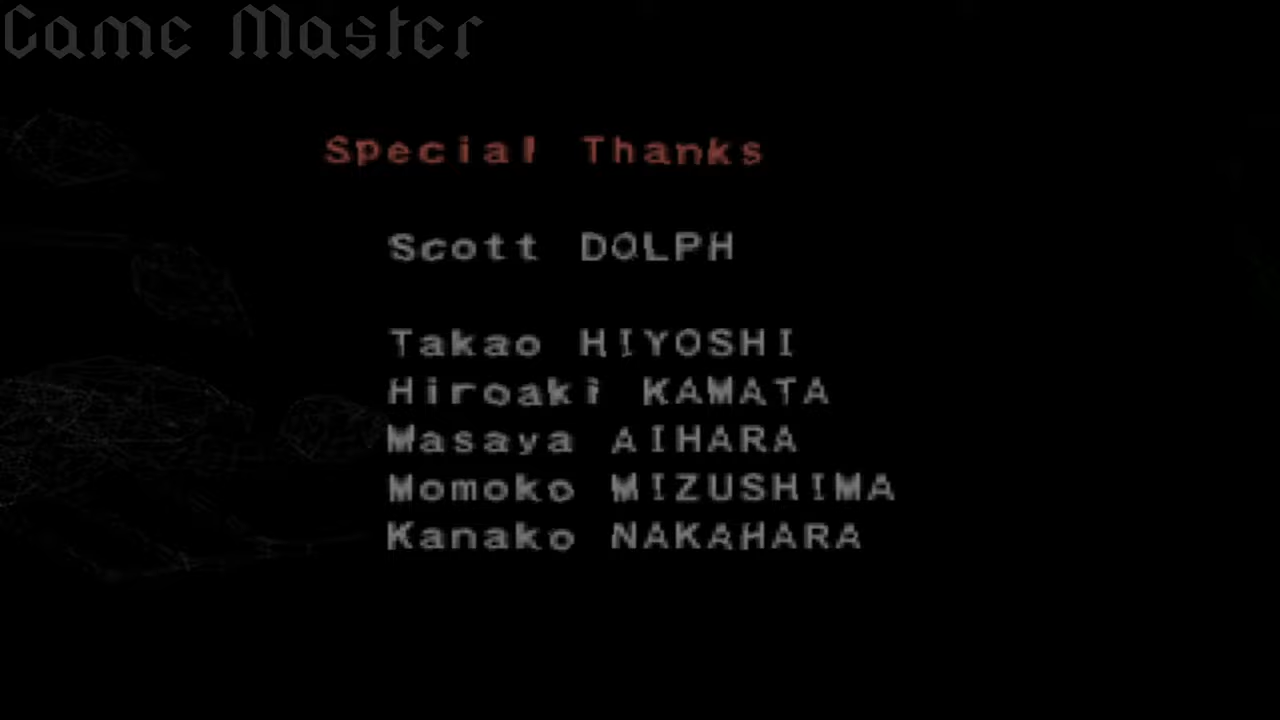 Game Master
Special Thanks
Scott DOLPH
Takao HIYOSHI
Hiroaki KAMATA
Masaya AIHARA
Momoko MIZUSHIMA
Kanako NAKAHARA